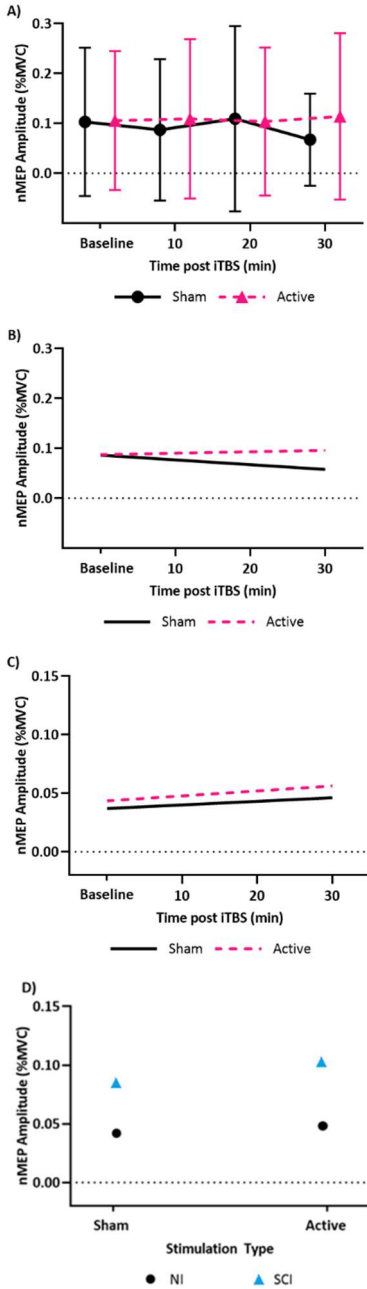 A)
nMEP Amplitude (%MVC)
0.3
0.2
0.1
0.0
Baseline 10 20 30
Time post iTBS (min)
Sham Active
B)
nMEP Amplitude (%MVC)
0.3
0.2
0.1
0.0
Baseline 10 20 30
Time post iTBS (min)
Sham Active
C)
nMEP Amplitude (%MVC)
0.15
0.10
0.05
0.00
Baseline 10 20 30
Time post iTBS (min)
Sham Active
D)
nMEP Amplitude (%MVC)
0.15
0.10
0.05
0.00
Sham Active
Stimulation Type
NI SCI